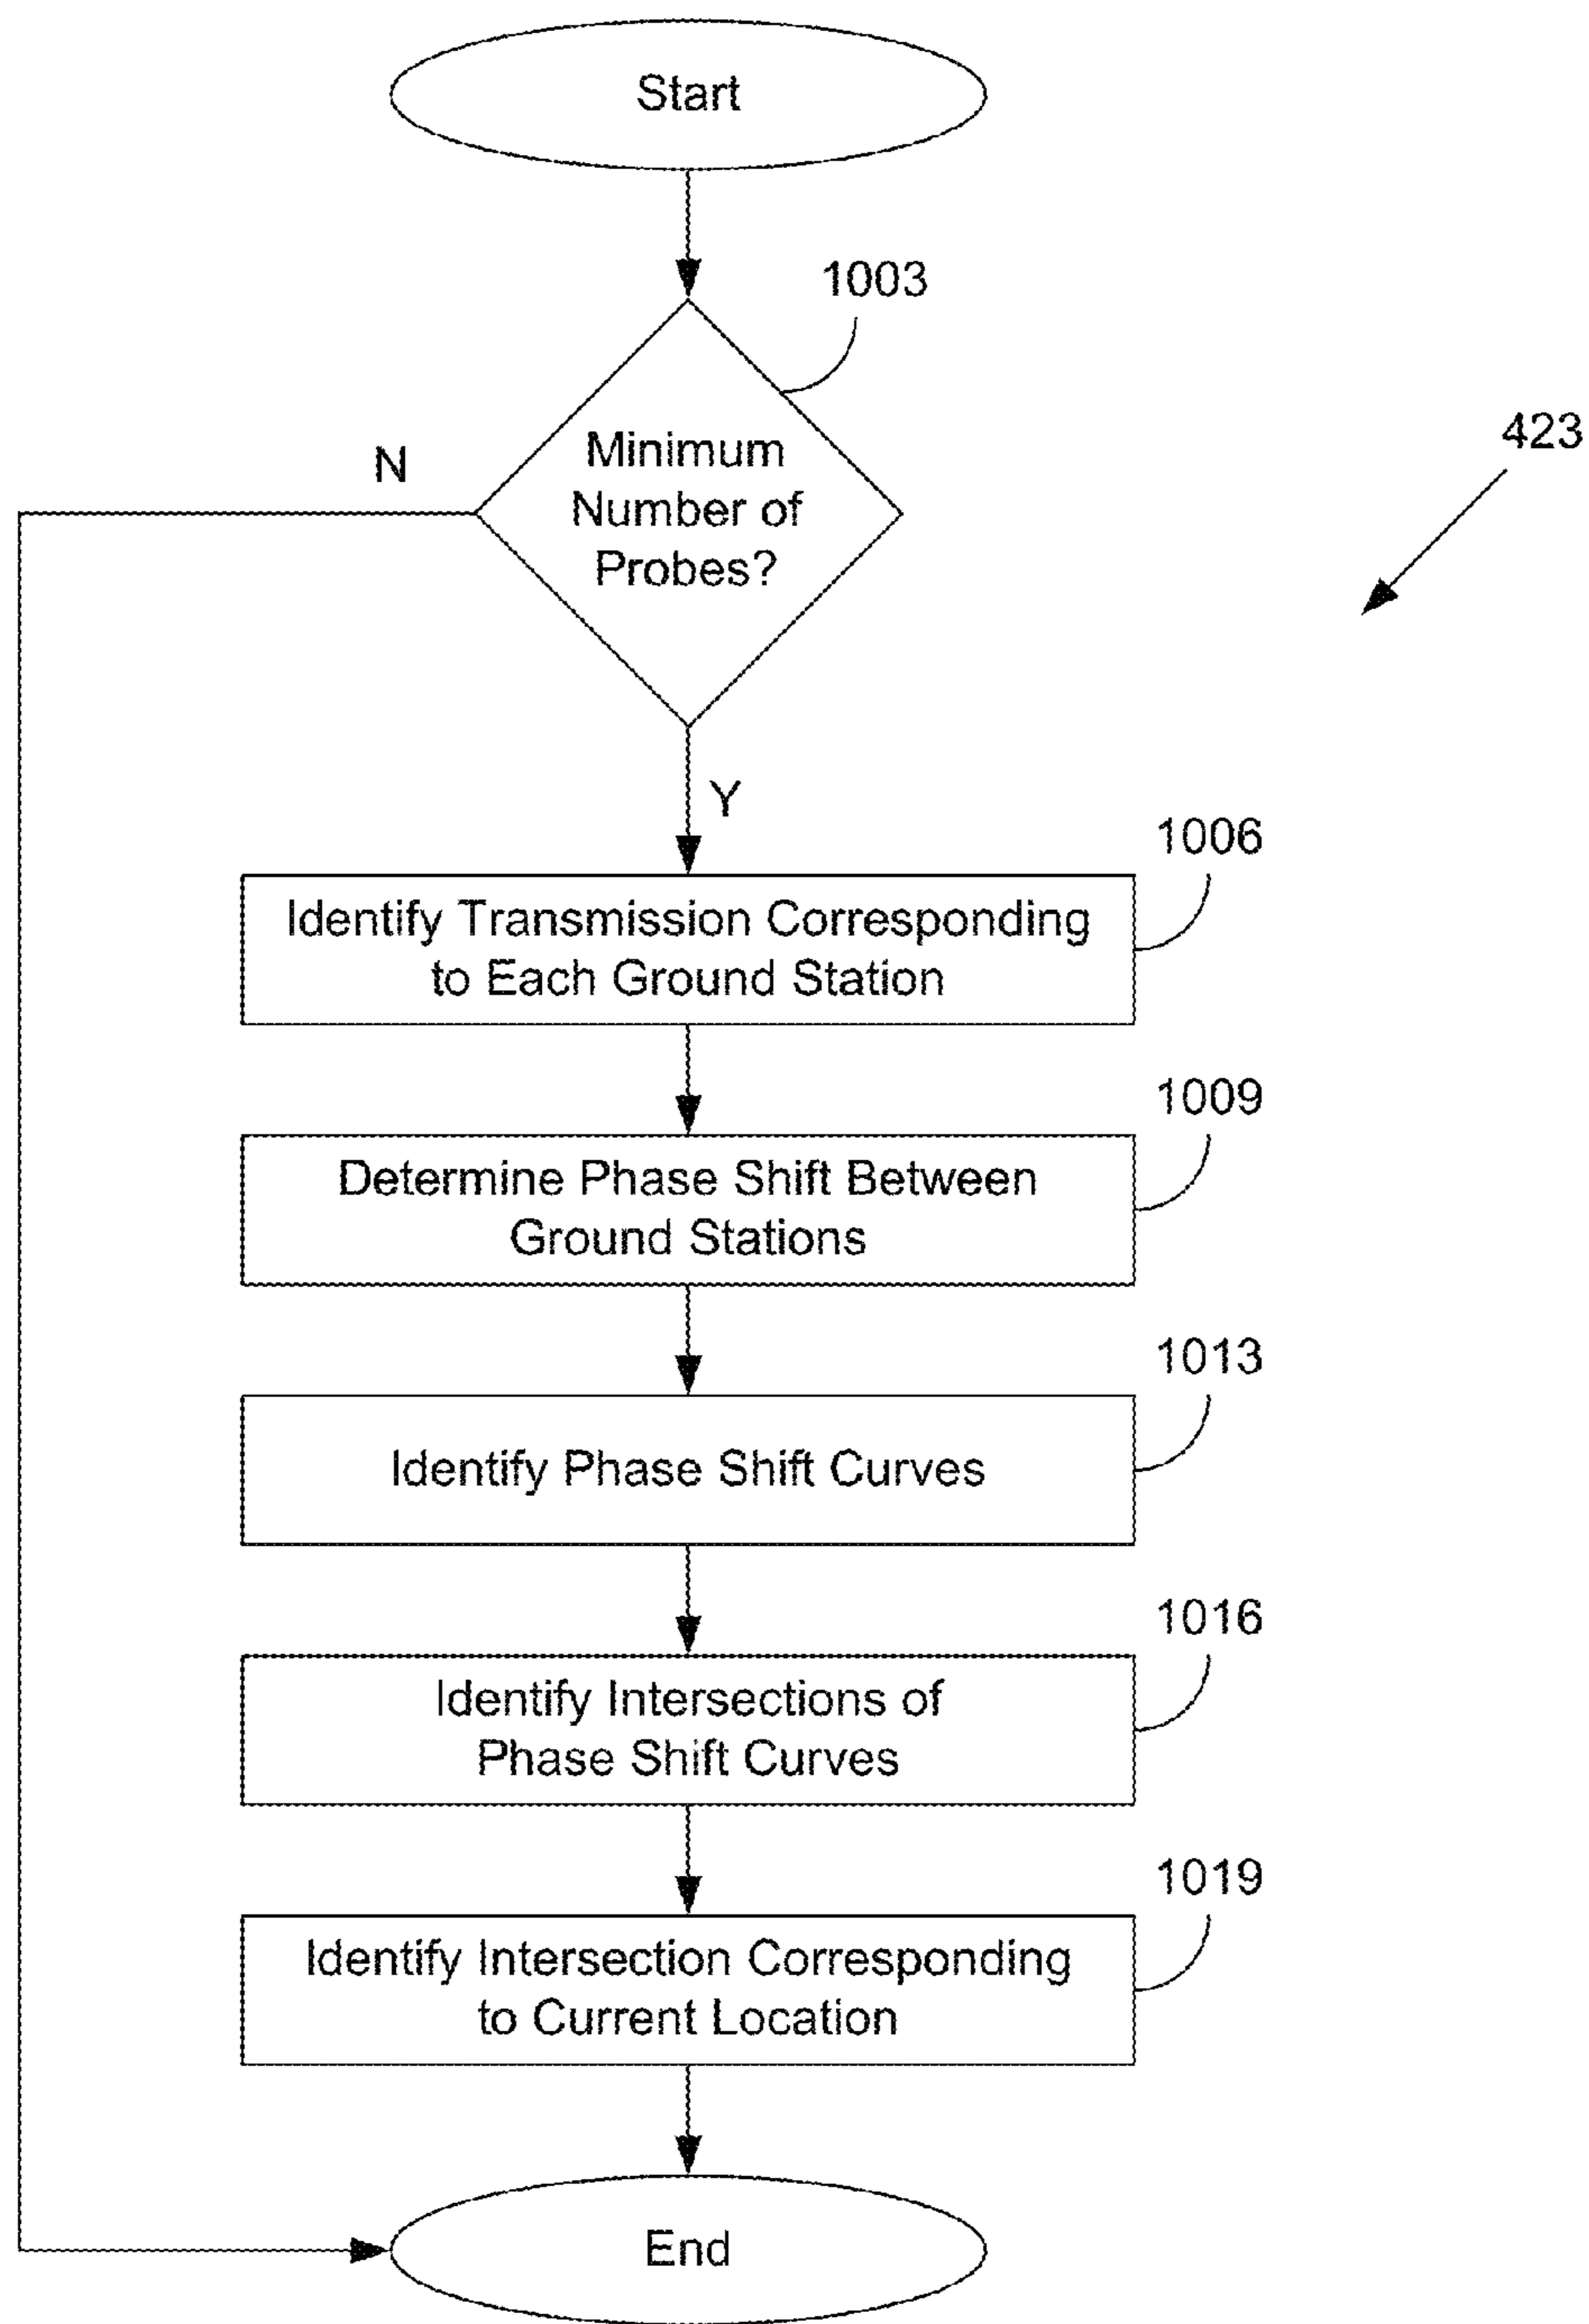 Start
1003
Minimum
Number of
Probes?
N
423
Y
1006
Identify Transmission Corresponding
to Each Ground Station
1009
Determine Phase Shift Between
Ground Stations
1013
Identify Phase Shift Curves
1016
Identify Intersections of
Phase Shift Curves
1019
Identify Intersection Corresponding
to Current Location
End